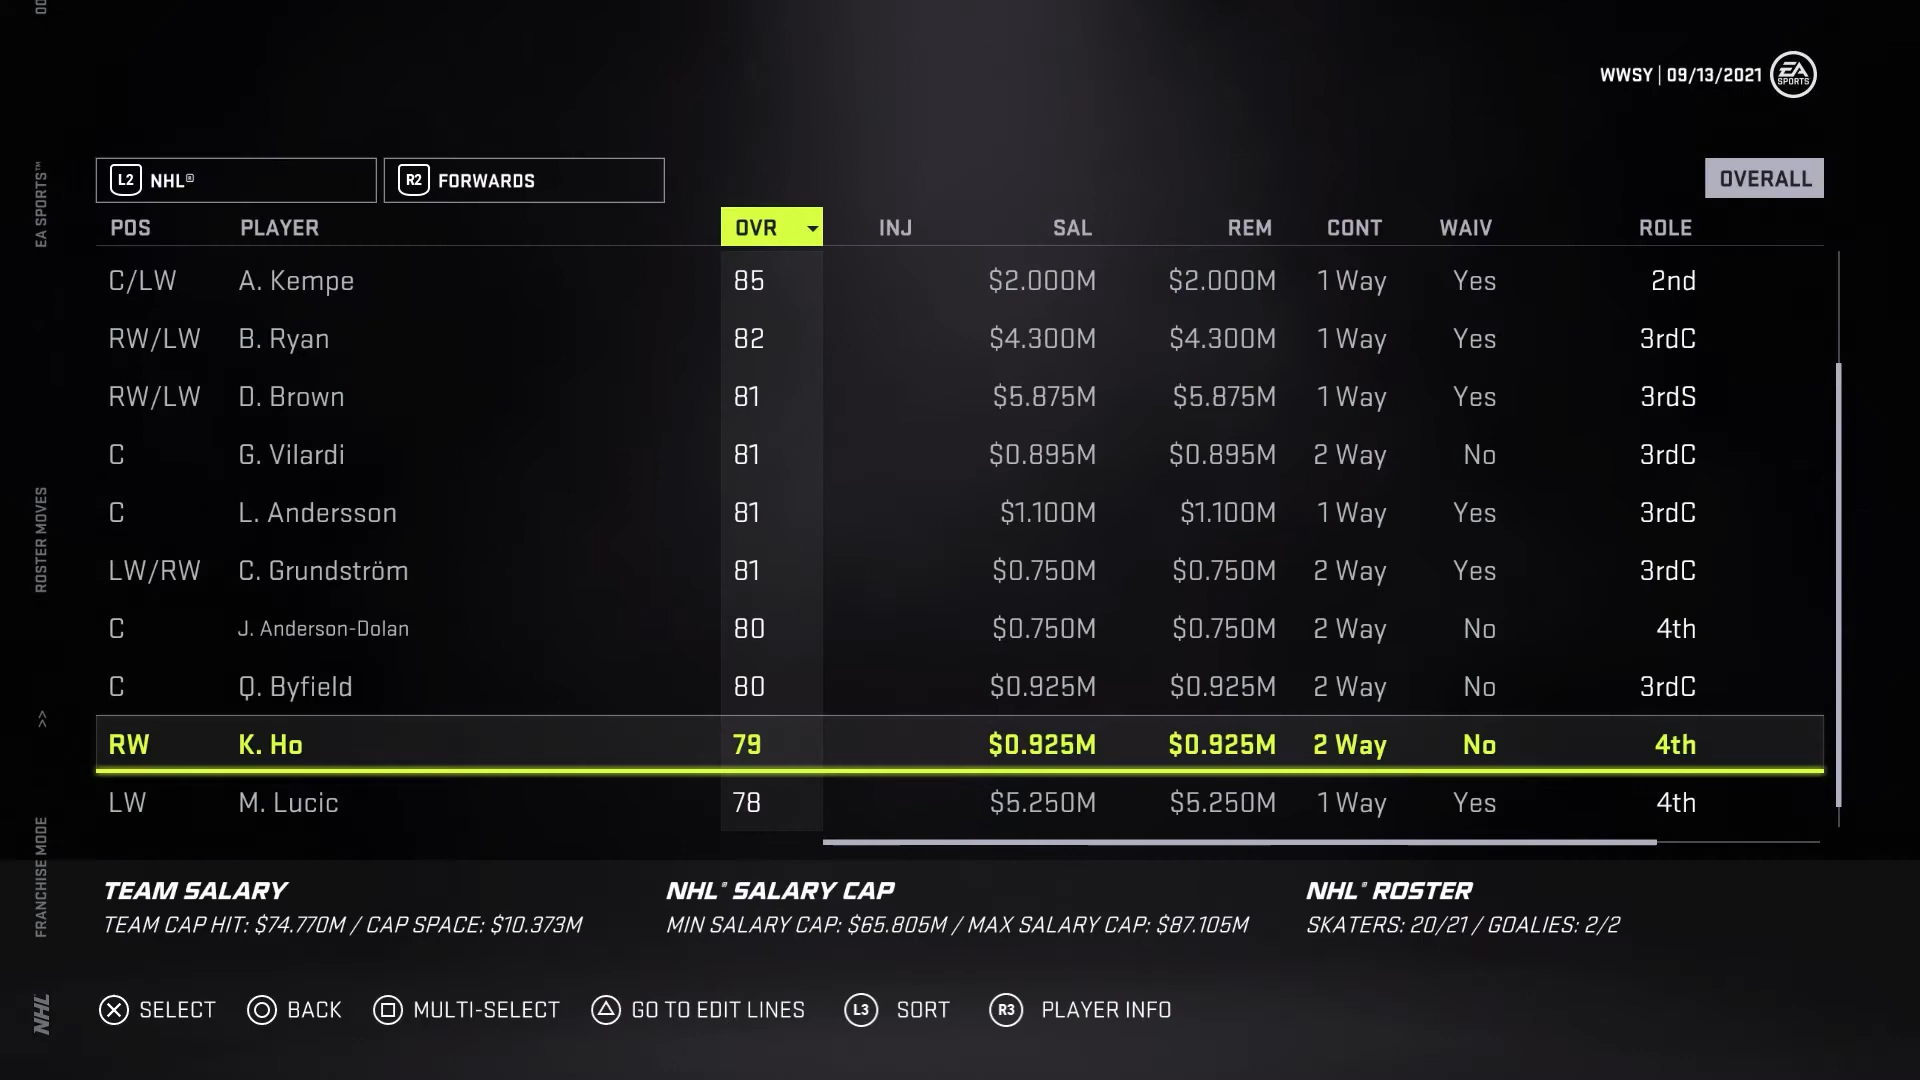 WWSY | 09/13/2021 EA SPORTS
L2 NHL® R2 FORWARDS
OVERALL
POS PLAYER OVR INJ SAL REM CONT WAIV ROLE
C/LW A. Kempe 85 $2.000M $2.000M 1 Way Yes 2nd
RW/LW B. Ryan 82 $4.300M $4.300M 1 Way Yes 3rdC
RW/LW D. Brown 81 $5.875M $5.875M 1 Way Yes 3rdS
C G. Vilardi 81 $0.895M $0.895M 2 Way No 3rdC
C L. Andersson 81 $1.100M $1.100M 1 Way Yes 3rdC
LW/RW C. Grundström 81 $0.750M $0.750M 2 Way Yes 3rdC
C J. Anderson-Dolan 80 $0.750M $0.750M 2 Way No 4th
C Q. Byfield 80 $0.925M $0.925M 2 Way No 3rdC
RW K. Ho 79 $0.925M $0.925M 2 Way No 4th
LW M. Lucic 78 $5.250M $5.250M 1 Way Yes 4th
TEAM SALARY
TEAM CAP HIT: $74.770M / CAP SPACE: $10.373M
NHL® SALARY CAP
MIN SALARY CAP: $65.805M / MAX SALARY CAP: $87.105M
NHL® ROSTER
SKATERS: 20/21 / GOALIES: 2/2
SELECT BACK MULTI-SELECT GO TO EDIT LINES L3 SORT R3 PLAYER INFO
NHL FRANCHISE MODE >> ROSTER MOVES EA SPORTS™